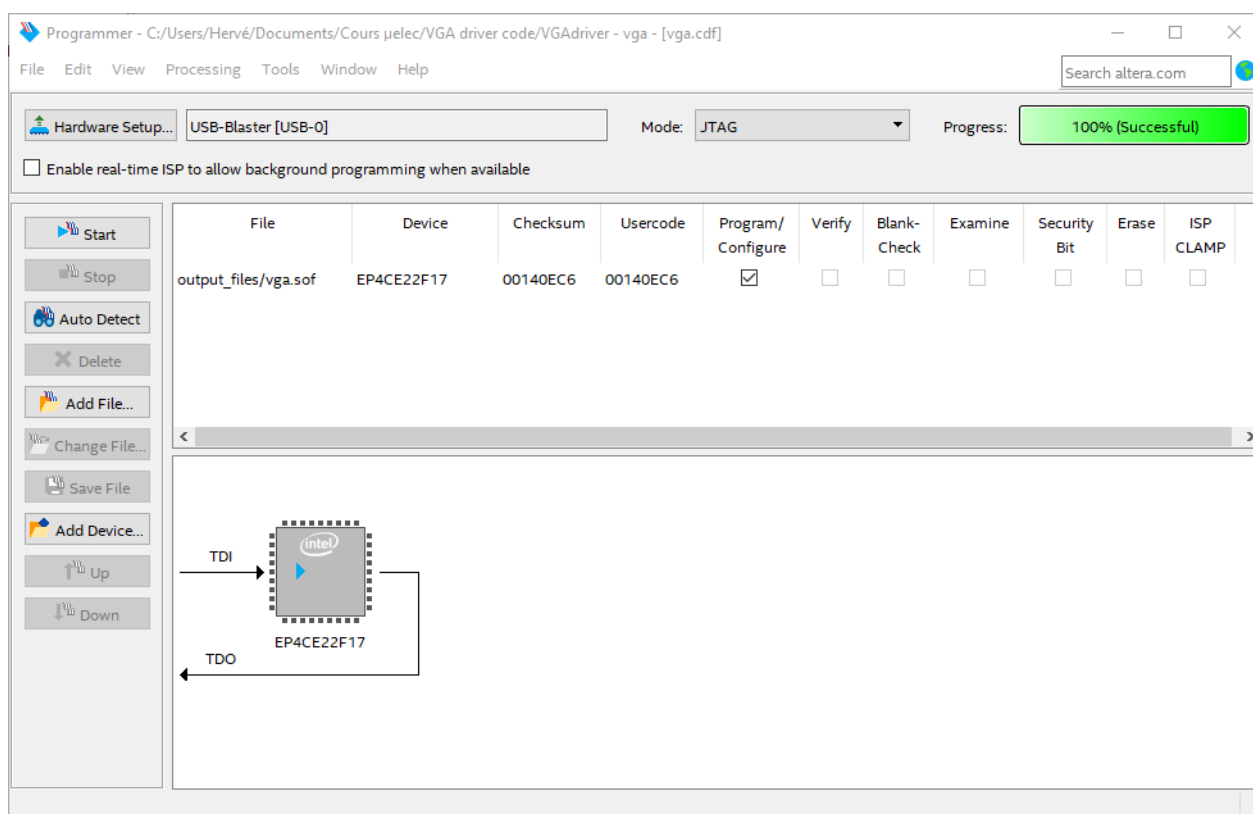 Programmer - C:/Users/Hervé/Documents/Cours µelec/VGA driver code/VGAdriver - vga - [vga.cdf]
File Edit View Processing Tools Window Help
Search altera.com
Hardware Setup... USB-Blaster [USB-0] Mode: JTAG Progress: 100% (Successful)
Enable real-time ISP to allow background programming when available
Start
Stop
Auto Detect
Delete
Add File...
Change File...
Save File
Add Device...
Up
Down
File Device Checksum Usercode Program/ Verify Blank- Examine Security Erase ISP
Configure Check Bit CLAMP
output_files/vga.sof EP4CE22F17 00140EC6 00140EC6
intel
TDI
EP4CE22F17
TDO